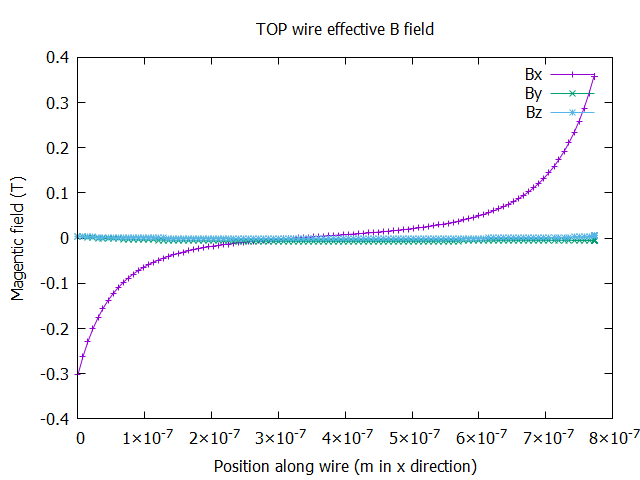 TOP wire effective B field
0.4
0.3
0.2
0.1
0
-0.1
-0.2
-0.3
-0.4
Magentic field (T)
Bx
By
Bz
0 1×10⁻⁷ 2×10⁻⁷ 3×10⁻⁷ 4×10⁻⁷ 5×10⁻⁷ 6×10⁻⁷ 7×10⁻⁷ 8×10⁻⁷
Position along wire (m in x direction)